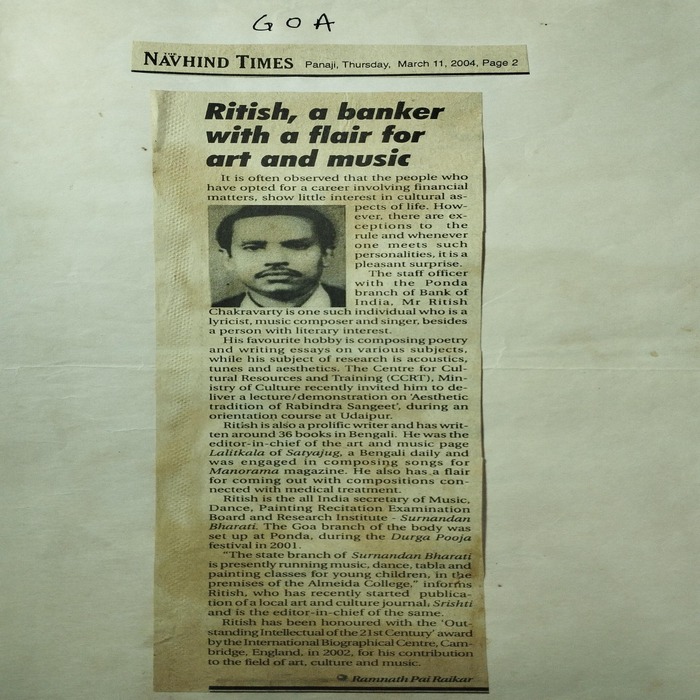 GOA
THE
NAVHIND TIMES Panaji, Thursday, March 11, 2004, Page 2
Ritish, a banker
with a flair for
art and music
It is often observed that the people who
have opted for a career involving financial
matters, show little interest in cultural as-
pects of life. How-
ever, there are ex-
ceptions to the
rule and whenever
one meets such
personalities, it is a
pleasant surprise.
The staff officer
with the Ponda
branch of Bank of
India, Mr Ritish
Chakravarty is one such individual who is a
lyricist, music composer and singer, besides
a person with literary interest.
His favourite hobby is composing poetry
and writing essays on various subjects,
while his subject of research is acoustics,
tunes and aesthetics. The Centre for Cul-
tural Resources and Training (CCRT), Min-
istry of Culture recently invited him to de-
liver a lecture/demonstration on 'Aesthetic
tradition of Rabindra Sangeet', during an
orientation course at Udaipur.
Ritish is also a prolific writer and has writ-
ten around 36 books in Bengali. He was the
editor-in-chief of the art and music page
Lalitkala of Satyajug, a Bengali daily and
was engaged in composing songs for
Manorama magazine. He also has a flair
for coming out with compositions con-
nected with medical treatment.
Ritish is the all India secretary of Music,
Dance, Painting Recitation Examination
Board and Research Institute - Surnandan
Bharati. The Goa branch of the body was
set up at Ponda, during the Durga Pooja
festival in 2001.
"The state branch of Surnandan Bharati
is presently running music, dance, tabla and
painting classes for young children, in the
premises of the Almeida College," informs
Ritish, who has recently started publica-
tion of a local art and culture journal, Srishti
and is the editor-in-chief of the same.
Ritish has been honoured with the 'Out-
standing Intellectual of the 21st Century' award
by the International Biographical Centre, Cam-
bridge, England, in 2002, for his contribution
to the field of art, culture and music.
Ramnath Pai Raikar